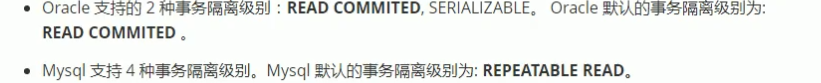 • Oracle 支持的 2 种事务隔离级别：READ COMMITED, SERIALIZABLE。 Oracle 默认的事务隔离级别为:
READ COMMITED 。
• Mysql 支持 4 种事务隔离级别。Mysql 默认的事务隔离级别为: REPEATABLE READ。